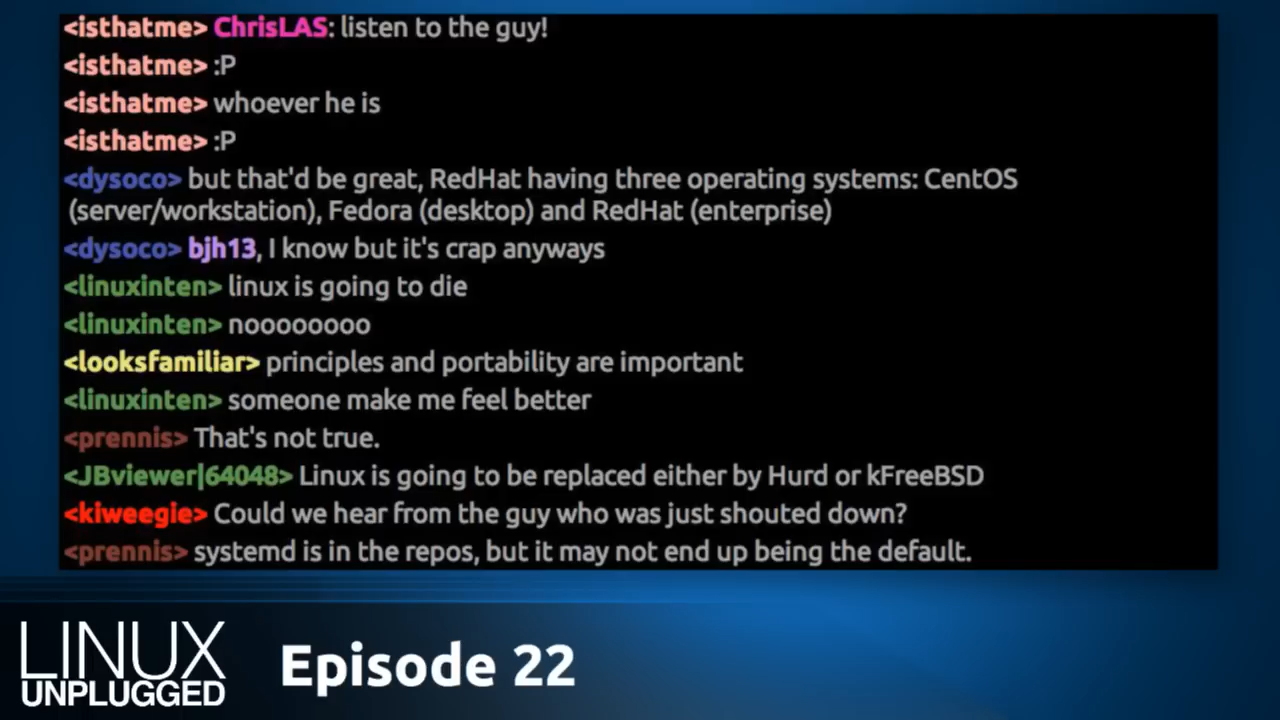 <isthatme> ChrisLAS: listen to the guy!
<isthatme> :P
<isthatme> whoever he is
<isthatme> :P
<dysoco> but that'd be great, RedHat having three operating systems: CentOS
(server/workstation), Fedora (desktop) and RedHat (enterprise)
<dysoco> bjh13, I know but it's crap anyways
<linuxinten> linux is going to die
<linuxinten> noooooooo
<looksfamiliar> principles and portability are important
<linuxinten> someone make me feel better
<prennis> That's not true.
<JBviewer|64048> Linux is going to be replaced either by Hurd or kFreeBSD
<kiweegie> Could we hear from the guy who was just shouted down?
<prennis> systemd is in the repos, but it may not end up being the default.
LINUX
UNPLUGGED
Episode 22